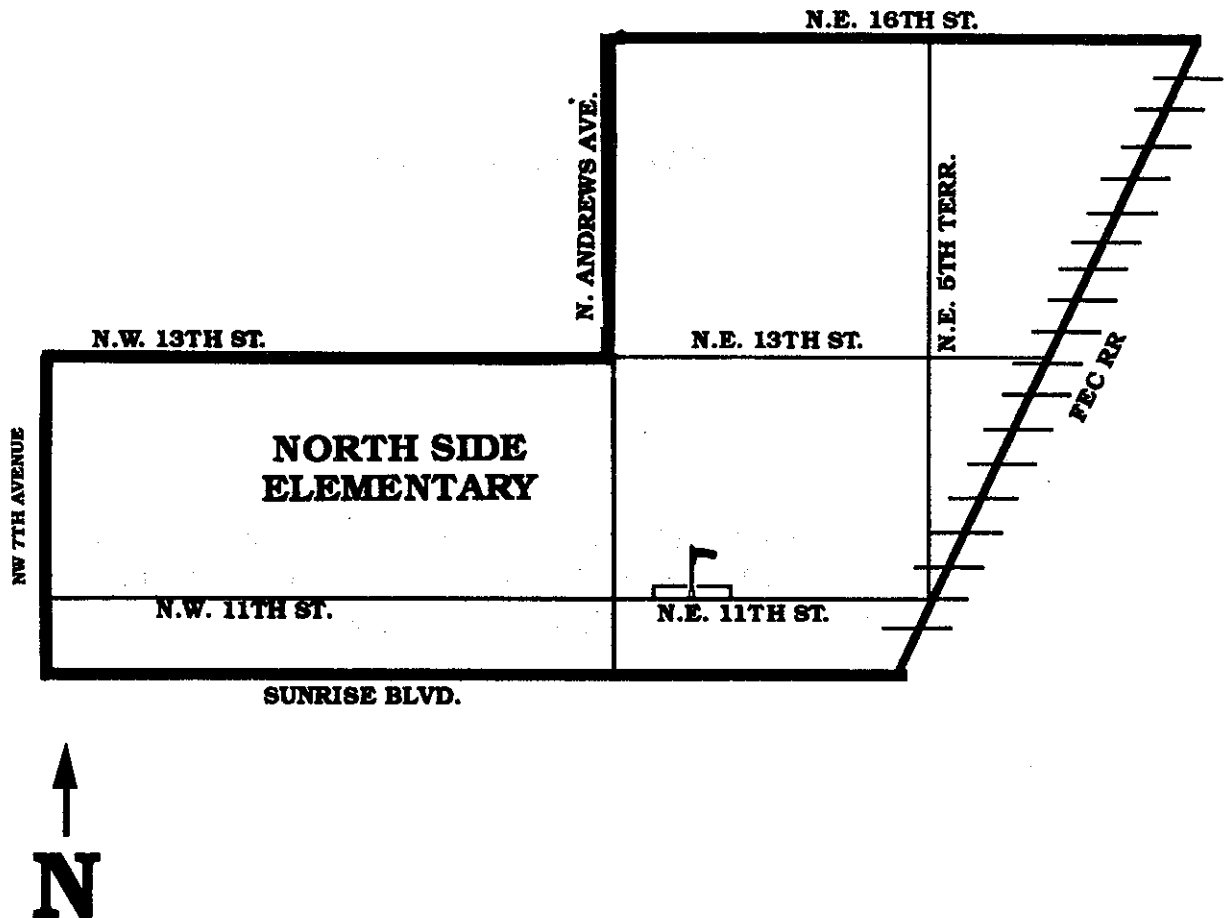 N.E. 16TH ST.
N. ANDREWS AVE.
N.E. 5TH TERR.
N.W. 13TH ST.
N.E. 13TH ST.
FEC RR
NW 7TH AVENUE
NORTH SIDE
ELEMENTARY
N.W. 11TH ST.
N.E. 11TH ST.
SUNRISE BLVD.
N